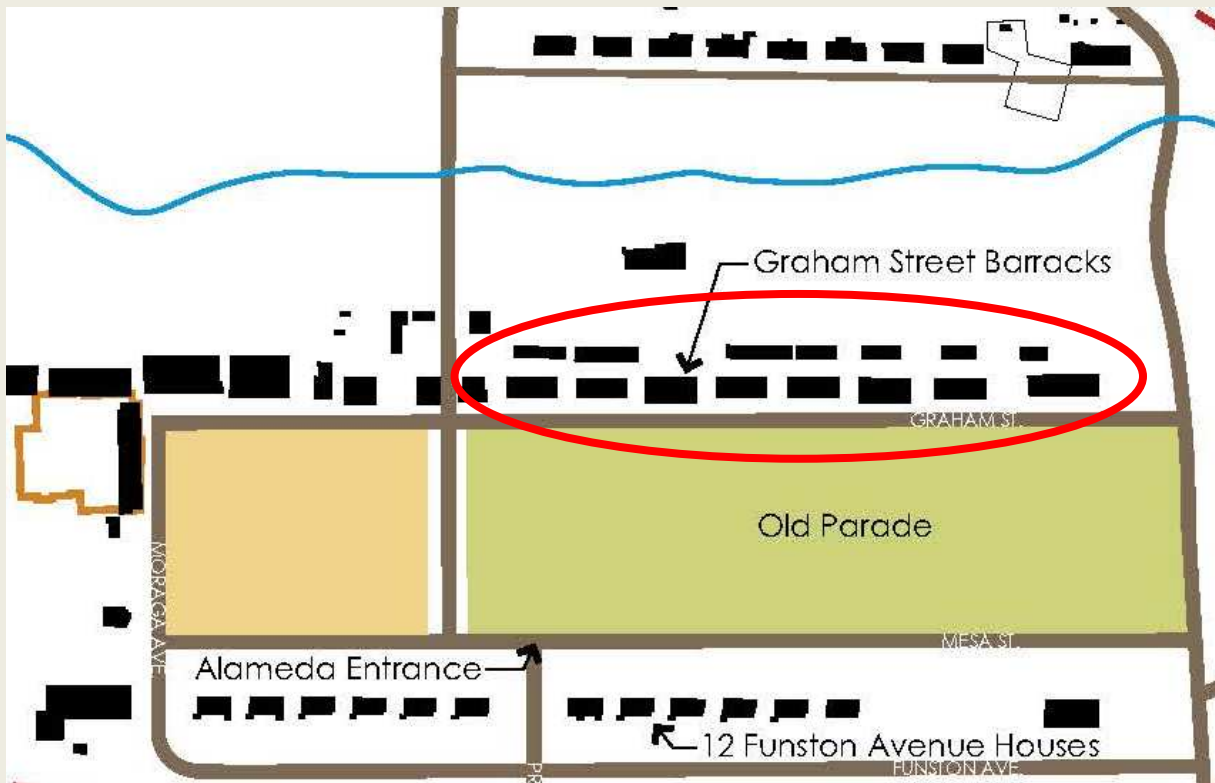 Graham Street Barracks
GRAHAM ST.
Old Parade
MORAGA AVE.
MESA ST.
Alameda Entrance
12 Funston Avenue Houses
FUNSTON AVE.